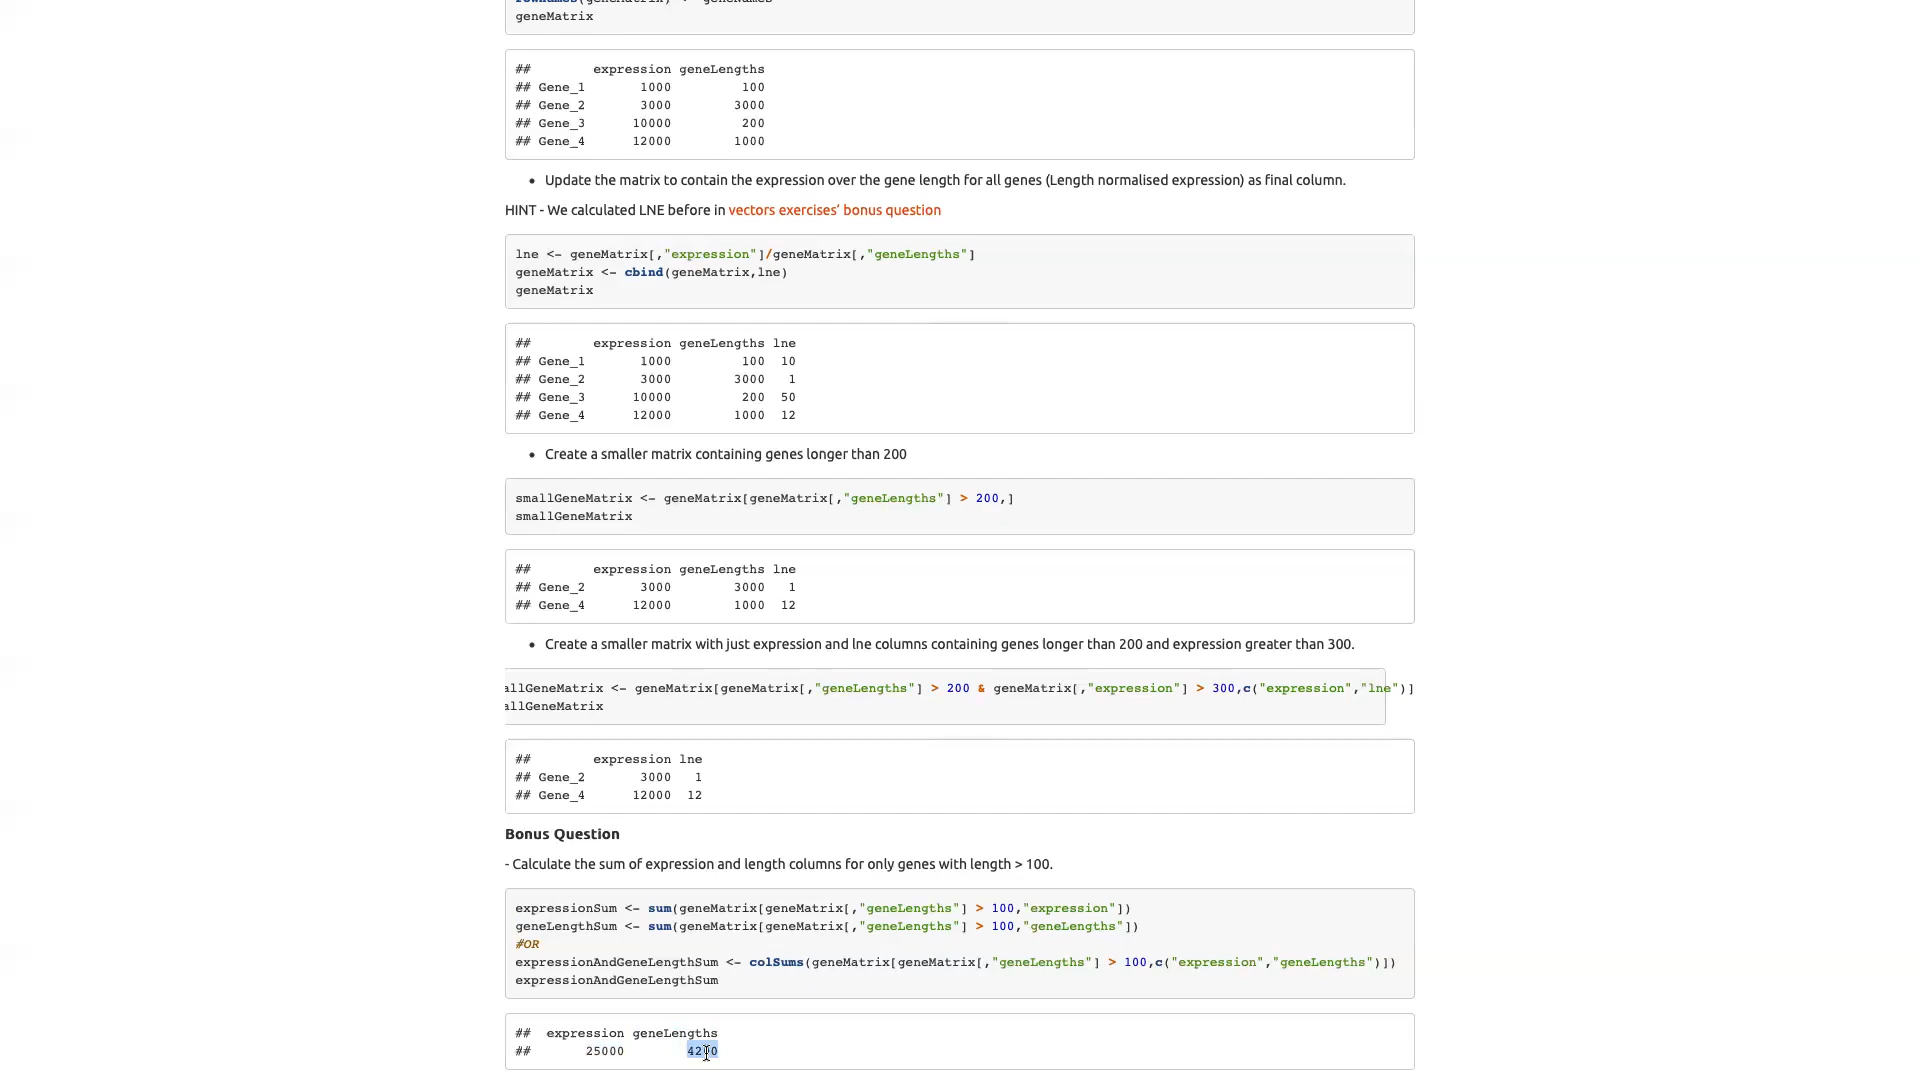 geneMatrix
##        expression geneLengths
## Gene_1       1000         100
## Gene_2       3000        3000
## Gene_3      10000         200
## Gene_4      12000        1000
• Update the matrix to contain the expression over the gene length for all genes (Length normalised expression) as final column.
HINT - We calculated LNE before in vectors exercises’ bonus question
lne <- geneMatrix[,"expression"]/geneMatrix[,"geneLengths"]
geneMatrix <- cbind(geneMatrix,lne)
geneMatrix
##        expression geneLengths lne
## Gene_1       1000         100  10
## Gene_2       3000        3000   1
## Gene_3      10000         200  50
## Gene_4      12000        1000  12
• Create a smaller matrix containing genes longer than 200
smallGeneMatrix <- geneMatrix[geneMatrix[,"geneLengths"] > 200,]
smallGeneMatrix
##        expression geneLengths lne
## Gene_2       3000        3000   1
## Gene_4      12000        1000  12
• Create a smaller matrix with just expression and lne columns containing genes longer than 200 and expression greater than 300.
allGeneMatrix <- geneMatrix[geneMatrix[,"geneLengths"] > 200 & geneMatrix[,"expression"] > 300,c("expression","lne")]
allGeneMatrix
##        expression lne
## Gene_2       3000   1
## Gene_4      12000  12
Bonus Question
- Calculate the sum of expression and length columns for only genes with length > 100.
expressionSum <- sum(geneMatrix[geneMatrix[,"geneLengths"] > 100,"expression"])
geneLengthSum <- sum(geneMatrix[geneMatrix[,"geneLengths"] > 100,"geneLengths"])
#OR
expressionAndGeneLengthSum <- colSums(geneMatrix[geneMatrix[,"geneLengths"] > 100,c("expression","geneLengths")])
expressionAndGeneLengthSum
##  expression geneLengths
##       25000        4200